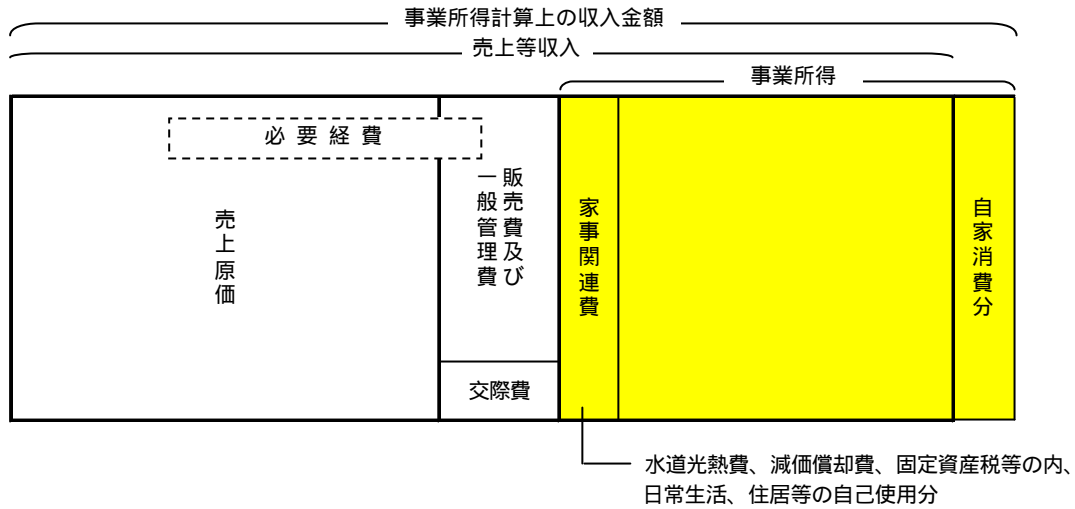 事業所得計算上の収入金額
売上等収入
事業所得
必要経費
売上原価
販売費及び
一般管理費
交際費
家事関連費
自家消費分
水道光熱費、減価償却費、固定資産税等の内、
日常生活、住居等の自己使用分